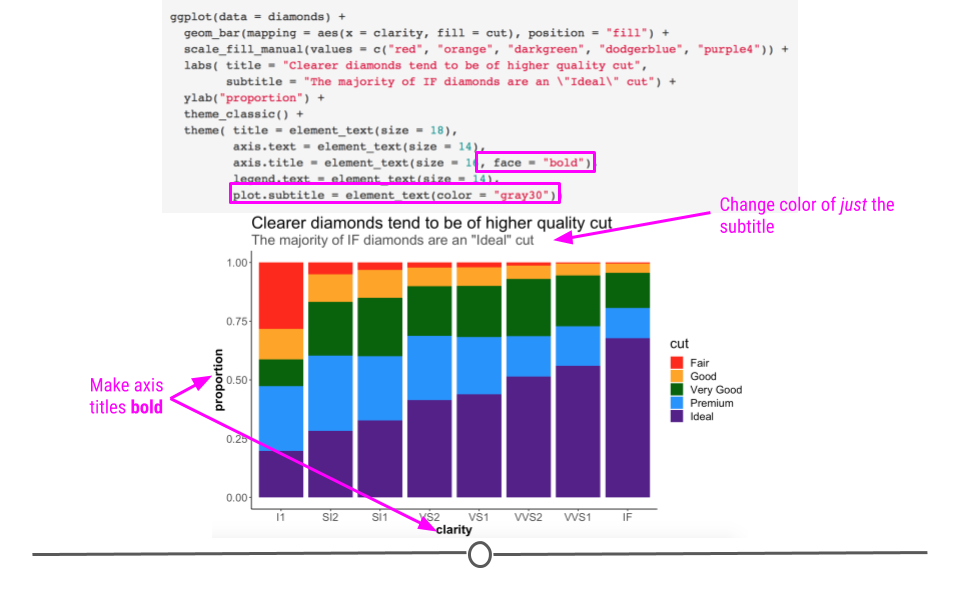 ggplot(data = diamonds) +
geom_bar(mapping = aes(x = clarity, fill = cut), position = "fill") +
scale_fill_manual(values = c("red", "orange", "darkgreen", "dodgerblue", "purple4")) +
labs( title = "Clearer diamonds tend to be of higher quality cut",
subtitle = "The majority of IF diamonds are an \"Ideal\" cut") +
ylab("proportion") +
theme_classic() +
theme( title = element_text(size = 18),
axis.text = element_text(size = 14),
axis.title = element_text(size = 16, face = "bold"),
legend.text = element_text(size = 14),
plot.subtitle = element_text(color = "gray30")
Change color of just the
subtitle
Clearer diamonds tend to be of higher quality cut
The majority of IF diamonds are an "Ideal" cut
1.00
0.75
0.50
0.25
0.00
proportion
Make axis
titles bold
I1 SI2 SI1 VS2 VS1 VVS2 VVS1 IF
clarity
cut
Fair
Good
Very Good
Premium
Ideal